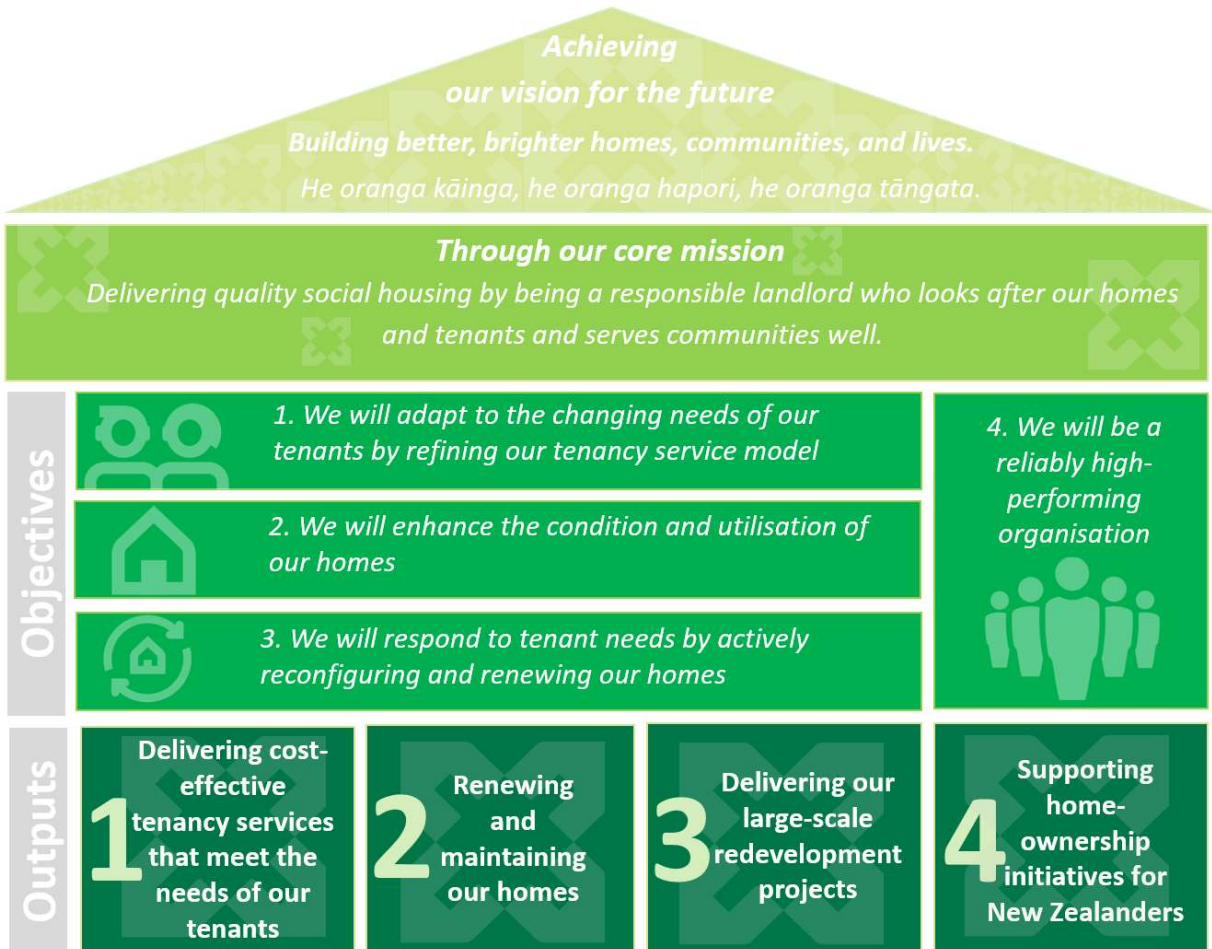 Achieving
our vision for the future
Building better, brighter homes, communities, and lives.
He oranga kāinga, he oranga hapori, he oranga tāngata.
Through our core mission
Delivering quality social housing by being a responsible landlord who looks after our homes
and tenants and serves communities well.
Objectives
1. We will adapt to the changing needs of our
tenants by refining our tenancy service model
2. We will enhance the condition and utilisation of
our homes
3. We will respond to tenant needs by actively
reconfiguring and renewing our homes
4. We will be a
reliably high-
performing
organisation
Outputs
1
Delivering cost-
effective
tenancy services
that meet the
needs of our
tenants
2
Renewing
and
maintaining
our homes
3
Delivering our
large-scale
redevelopment
projects
4
Supporting
home-
ownership
initiatives for
New Zealanders